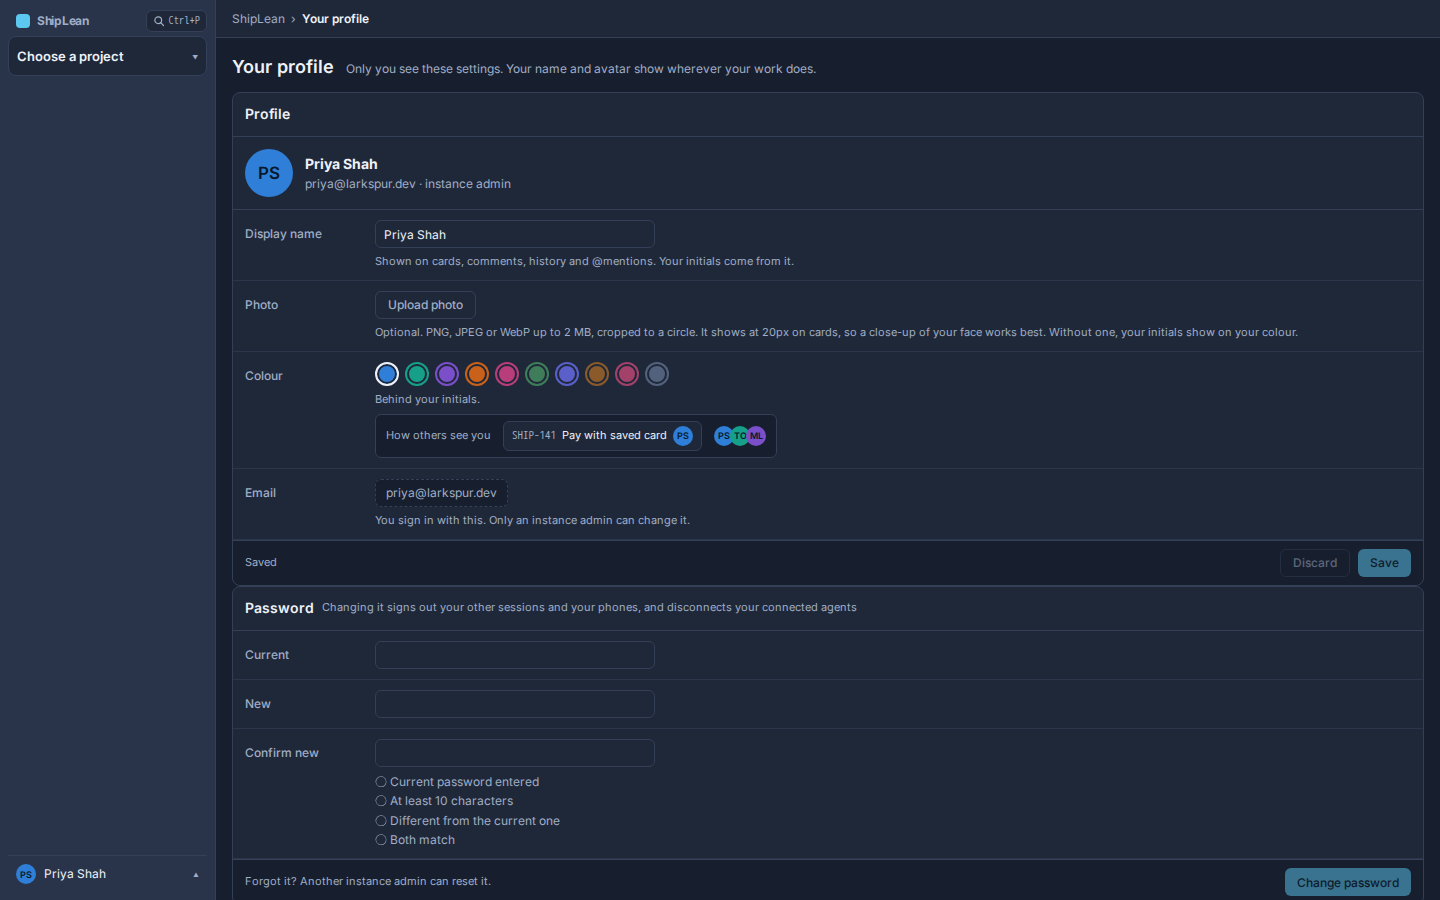 ShipLean
Ctrl+P
Choose a project
ShipLean › Your profile
Your profile Only you see these settings. Your name and avatar show wherever your work does.
Profile
PS
Priya Shah
priya@larkspur.dev · instance admin
Display name
Priya Shah
Shown on cards, comments, history and @mentions. Your initials come from it.
Photo
Upload photo
Optional. PNG, JPEG or WebP up to 2 MB, cropped to a circle. It shows at 20px on cards, so a close-up of your face works best. Without one, your initials show on your colour.
Colour
Behind your initials.
How others see you SHIP-141 Pay with saved card PS PS TO ML
Email
priya@larkspur.dev
You sign in with this. Only an instance admin can change it.
Saved
Discard
Save
Password Changing it signs out your other sessions and your phones, and disconnects your connected agents
Current
New
Confirm new
Current password entered
At least 10 characters
Different from the current one
Both match
Forgot it? Another instance admin can reset it.
Change password
PS Priya Shah